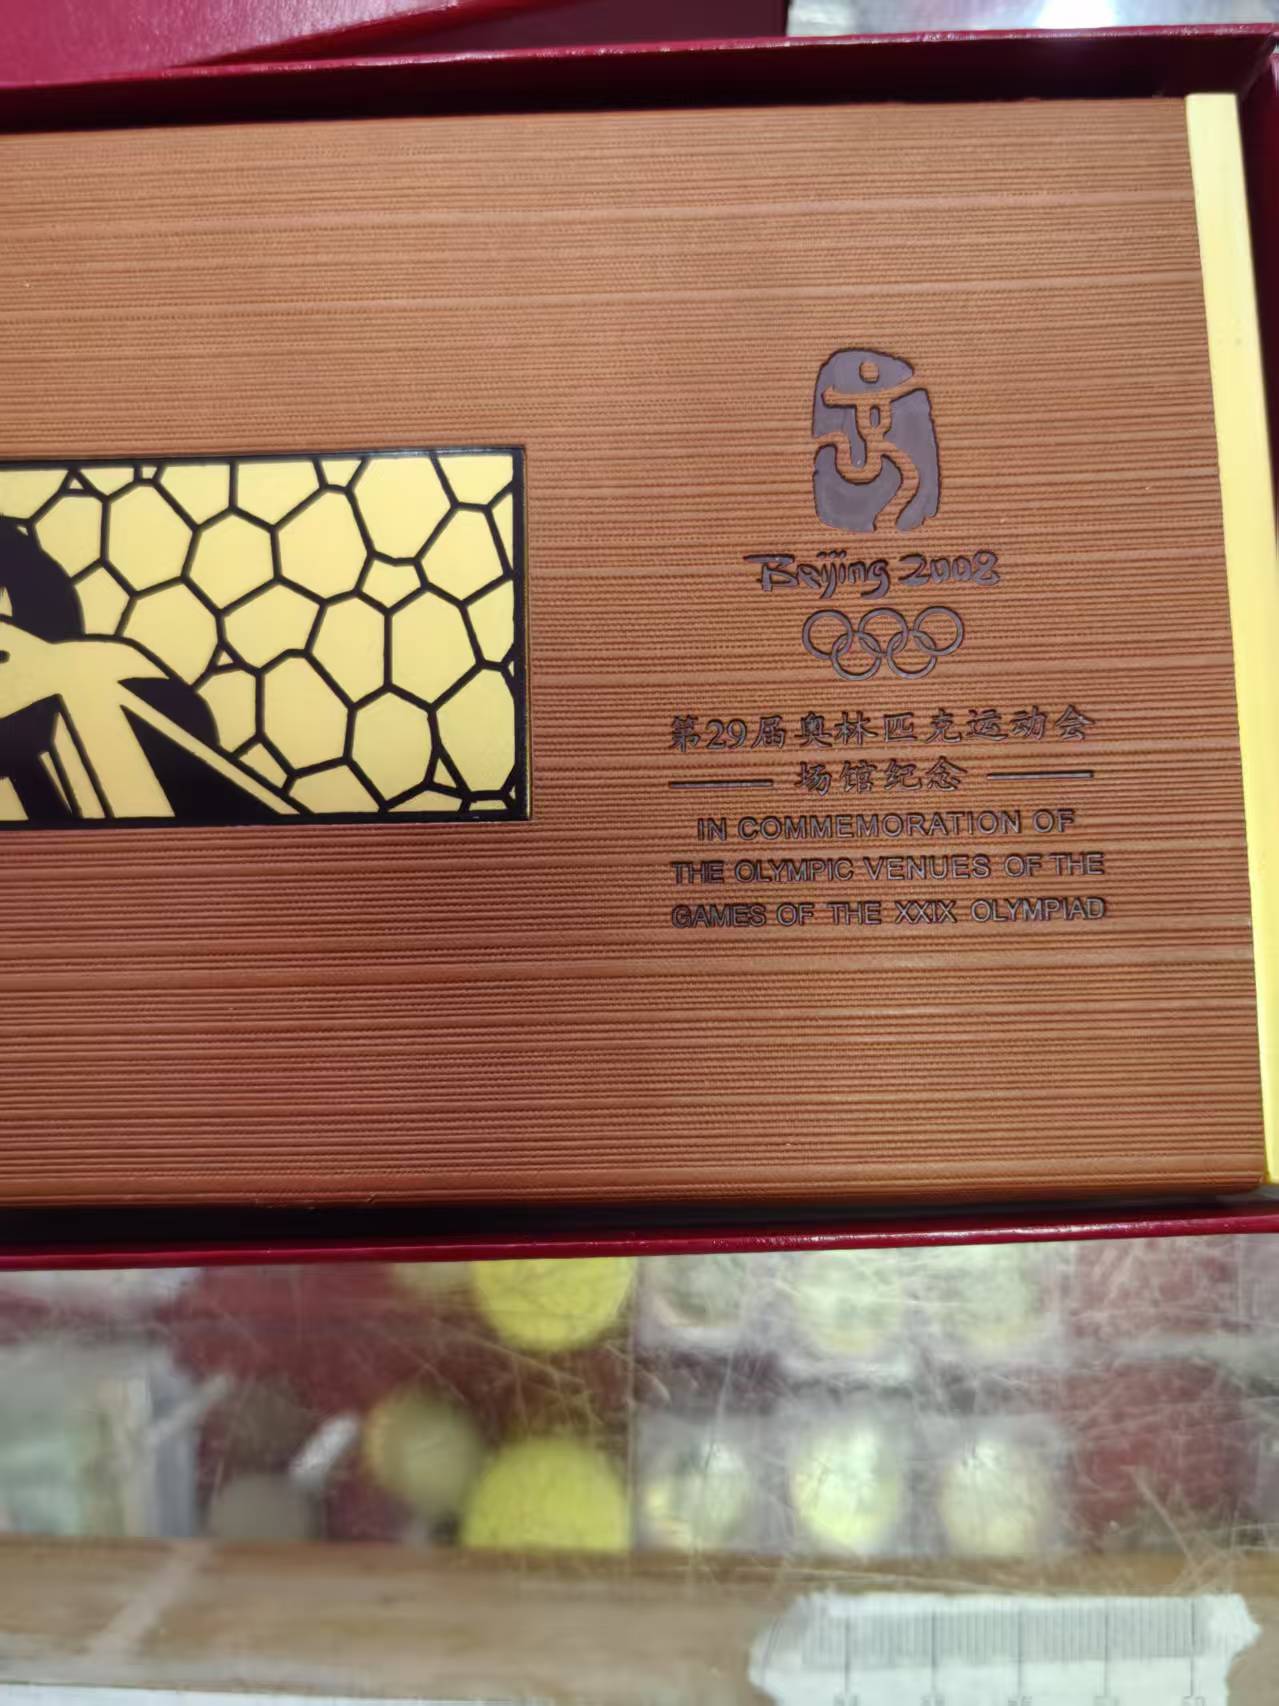 Beijing 2008
第29届奥林匹克运动会
场馆纪念
IN COMMEMORATION OF
THE OLYMPIC VENUES OF THE
GAMES OF THE XXIX OLYMPIAD